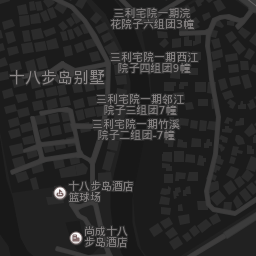 三利宅院一期浣
花院子六组团3幢
三利宅院一期西江
院子四组团9幢
十八步岛别墅
三利宅院一期邻江
院子三组团7幢
三利宅院一期竹溪
院子二组团-7幢
十八步岛酒店
篮球场
尚成十八
步岛酒店